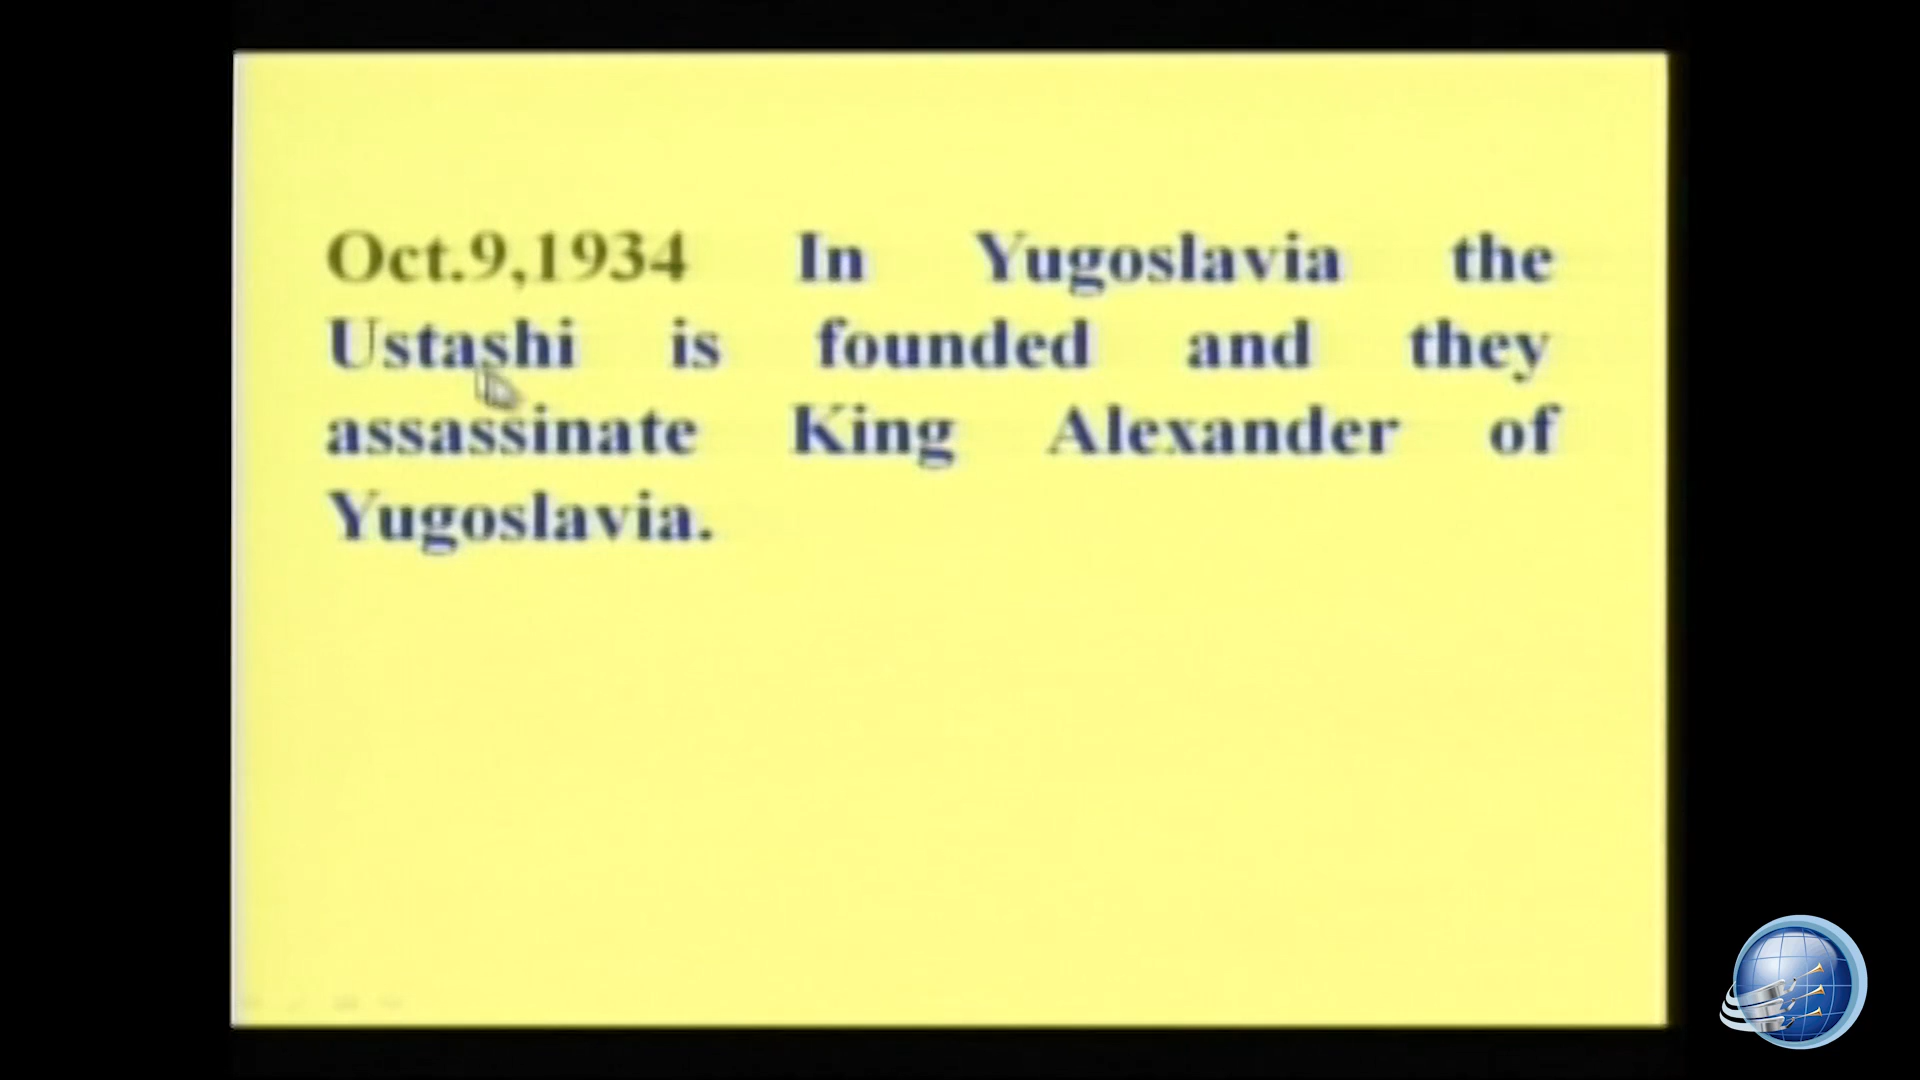 Oct.9,1934 In Yugoslavia the
Ustashi is founded and they
assassinate King Alexander of
Yugoslavia.